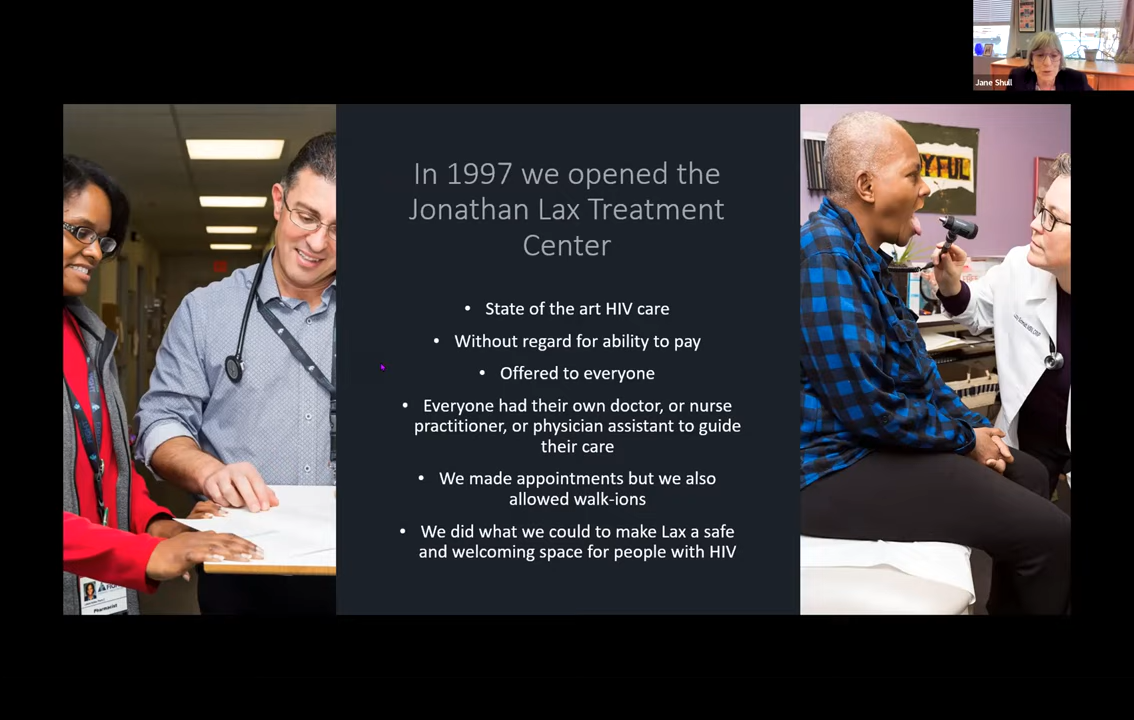 Jane Shull
In 1997 we opened the
Jonathan Lax Treatment
Center
• State of the art HIV care
• Without regard for ability to pay
• Offered to everyone
• Everyone had their own doctor, or nurse
practitioner, or physician assistant to guide
their care
• We made appointments but we also
allowed walk-ions
• We did what we could to make Lax a safe
and welcoming space for people with HIV
Pharmacist